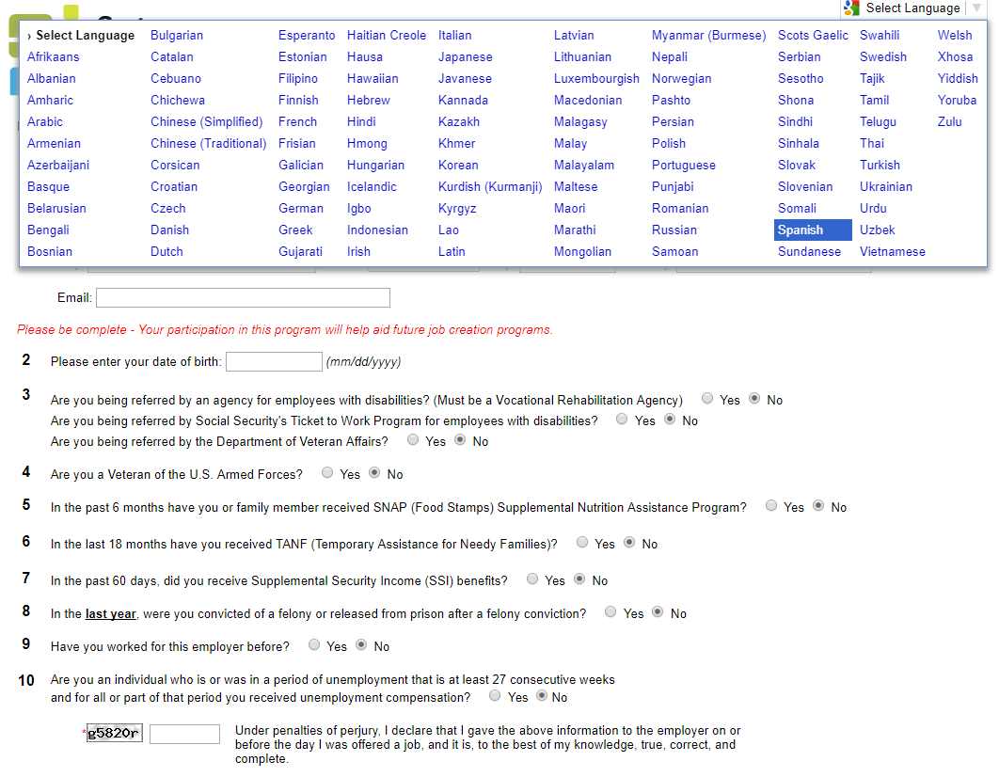 Select Language
› Select Language Bulgarian Esperanto Haitian Creole Italian Latvian Myanmar (Burmese) Scots Gaelic Swahili Welsh
Afrikaans Catalan Estonian Hausa Japanese Lithuanian Nepali Serbian Swedish Xhosa
Albanian Cebuano Filipino Hawaiian Javanese Luxembourgish Norwegian Sesotho Tajik Yiddish
Amharic Chichewa Finnish Hebrew Kannada Macedonian Pashto Shona Tamil Yoruba
Arabic Chinese (Simplified) French Hindi Kazakh Malagasy Persian Sindhi Telugu Zulu
Armenian Chinese (Traditional) Frisian Hmong Khmer Malay Polish Sinhala Thai
Azerbaijani Corsican Galician Hungarian Korean Malayalam Portuguese Slovak Turkish
Basque Croatian Georgian Icelandic Kurdish (Kurmanji) Maltese Punjabi Slovenian Ukrainian
Belarusian Czech German Igbo Kyrgyz Maori Romanian Somali Urdu
Bengali Danish Greek Indonesian Lao Marathi Russian Spanish Uzbek
Bosnian Dutch Gujarati Irish Latin Mongolian Samoan Sundanese Vietnamese
Email:
Please be complete - Your participation in this program will help aid future job creation programs.
2 Please enter your date of birth: (mm/dd/yyyy)
3 Are you being referred by an agency for employees with disabilities? (Must be a Vocational Rehabilitation Agency) Yes No
Are you being referred by Social Security's Ticket to Work Program for employees with disabilities? Yes No
Are you being referred by the Department of Veteran Affairs? Yes No
4 Are you a Veteran of the U.S. Armed Forces? Yes No
5 In the past 6 months have you or family member received SNAP (Food Stamps) Supplemental Nutrition Assistance Program? Yes No
6 In the last 18 months have you received TANF (Temporary Assistance for Needy Families)? Yes No
7 In the past 60 days, did you receive Supplemental Security Income (SSI) benefits? Yes No
8 In the last year, were you convicted of a felony or released from prison after a felony conviction? Yes No
9 Have you worked for this employer before? Yes No
10 Are you an individual who is or was in a period of unemployment that is at least 27 consecutive weeks
and for all or part of that period you received unemployment compensation? Yes No
*g5820r Under penalties of perjury, I declare that I gave the above information to the employer on or
before the day I was offered a job, and it is, to the best of my knowledge, true, correct, and
complete.